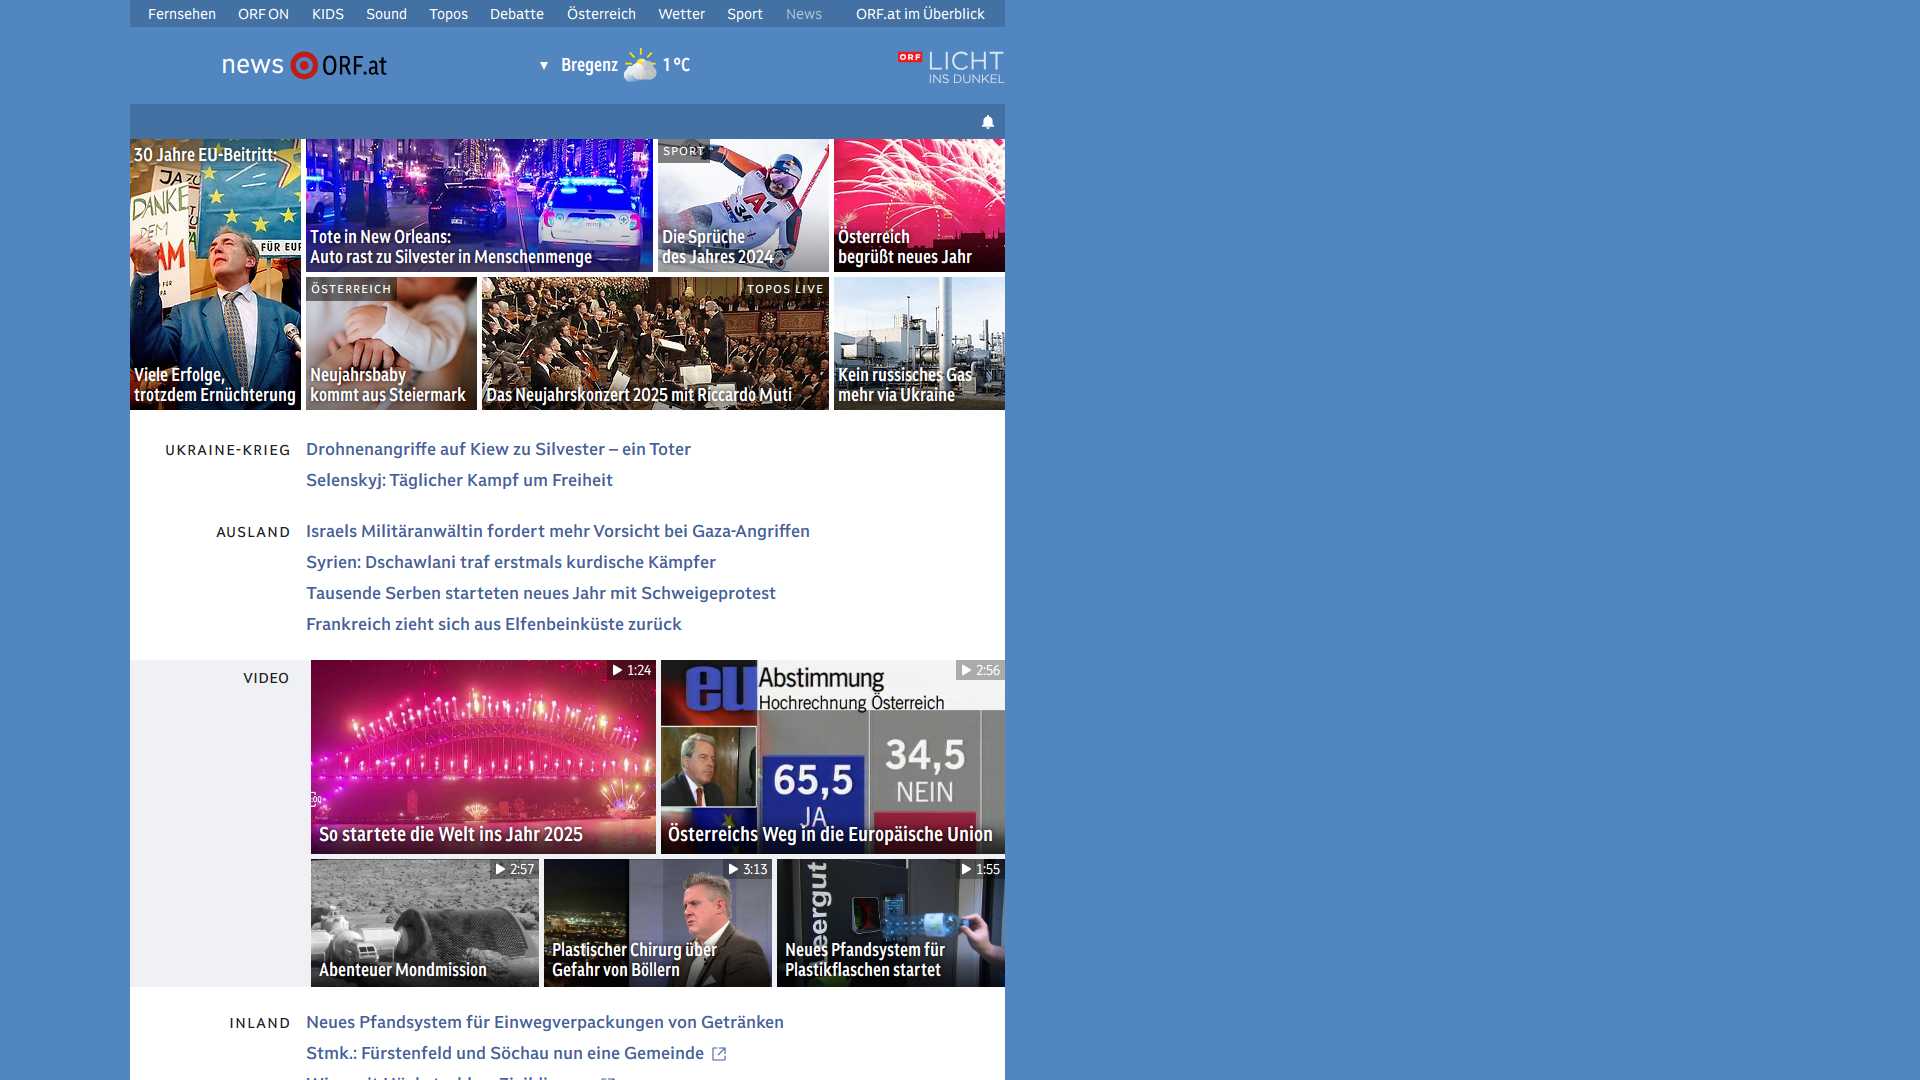 Fernsehen ORF ON KIDS Sound Topos Debatte Österreich Wetter Sport News ORF.at im Überblick
news ORF.at
Bregenz 1 °C
ORF LICHT
INS DUNKEL
30 Jahre EU-Beitritt:
JA ZU
DANKE
DEM
FÜR EUR
Viele Erfolge,
trotzdem Ernüchterung
Tote in New Orleans:
Auto rast zu Silvester in Menschenmenge
SPORT
Die Sprüche
des Jahres 2024
Österreich
begrüßt neues Jahr
ÖSTERREICH
Neujahrsbaby
kommt aus Steiermark
TOPOS LIVE
Das Neujahrskonzert 2025 mit Riccardo Muti
Kein russisches Gas
mehr via Ukraine
UKRAINE-KRIEG
Drohnenangriffe auf Kiew zu Silvester – ein Toter
Selenskyj: Täglicher Kampf um Freiheit
AUSLAND
Israels Militäranwältin fordert mehr Vorsicht bei Gaza-Angriffen
Syrien: Dschawlani traf erstmals kurdische Kämpfer
Tausende Serben starteten neues Jahr mit Schweigeprotest
Frankreich zieht sich aus Elfenbeinküste zurück
VIDEO
1:24
So startete die Welt ins Jahr 2025
2:56
eu Abstimmung
Hochrechnung Österreich
65,5
JA
34,5
NEIN
Österreichs Weg in die Europäische Union
2:57
Abenteuer Mondmission
3:13
Plastischer Chirurg über
Gefahr von Böllern
1:55
Neues Pfandsystem für
Plastikflaschen startet
INLAND
Neues Pfandsystem für Einwegverpackungen von Getränken
Stmk.: Fürstenfeld und Söchau nun eine Gemeinde